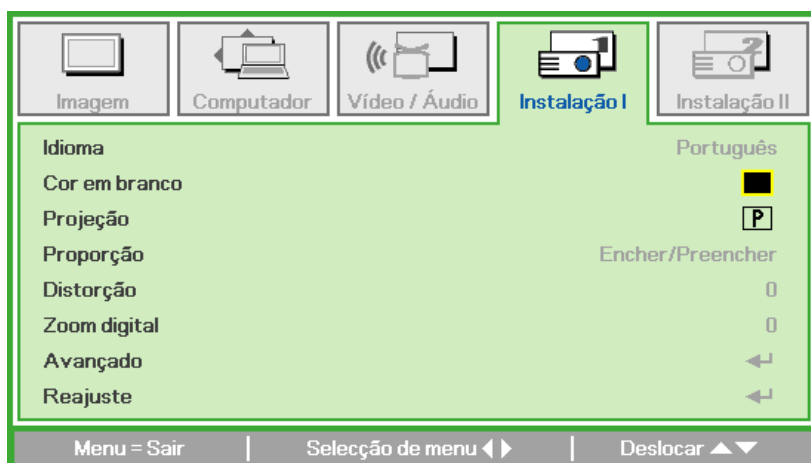 Imagem Computador Vídeo / Áudio Instalação I Instalação II
Idioma Português
Cor em branco
Projeção P
Proporção Encher/Preencher
Distorção 0
Zoom digital 0
Avançado
Reajuste
Menu = Sair Selecção de menu Deslocar